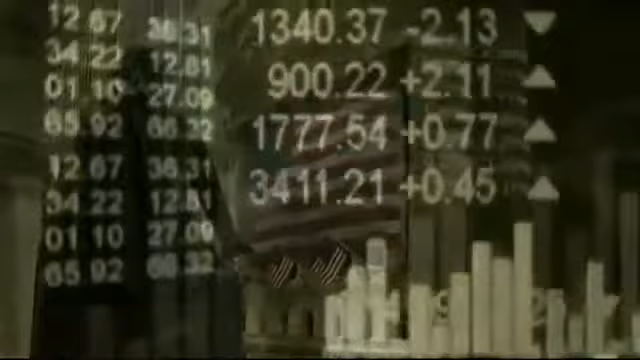 12.67 36.31 1340.37 -2.13
34.22 12.81 900.22 +2.11
01.10 27.09 1777.54 +0.77
65.92 66.32 3411.21 +0.45
12.67 36.31
34.22 12.81
01.10 27.09
65.92 66.32